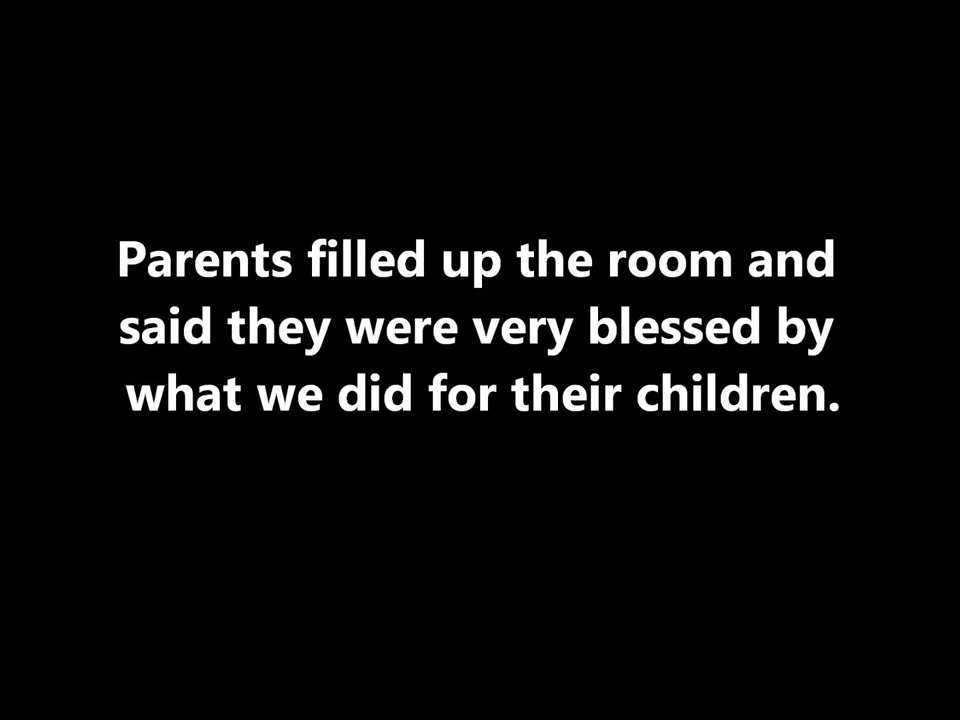 Parents filled up the room and
said they were very blessed by
what we did for their children.